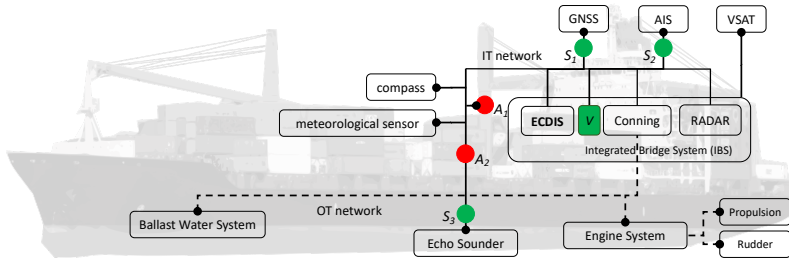 GNSS
AIS
VSAT
S1
S2
IT network
compass
A1
meteorological sensor
ECDIS
V
Conning
RADAR
Integrated Bridge System (IBS)
A2
OT network
S3
Ballast Water System
Echo Sounder
Engine System
Propulsion
Rudder